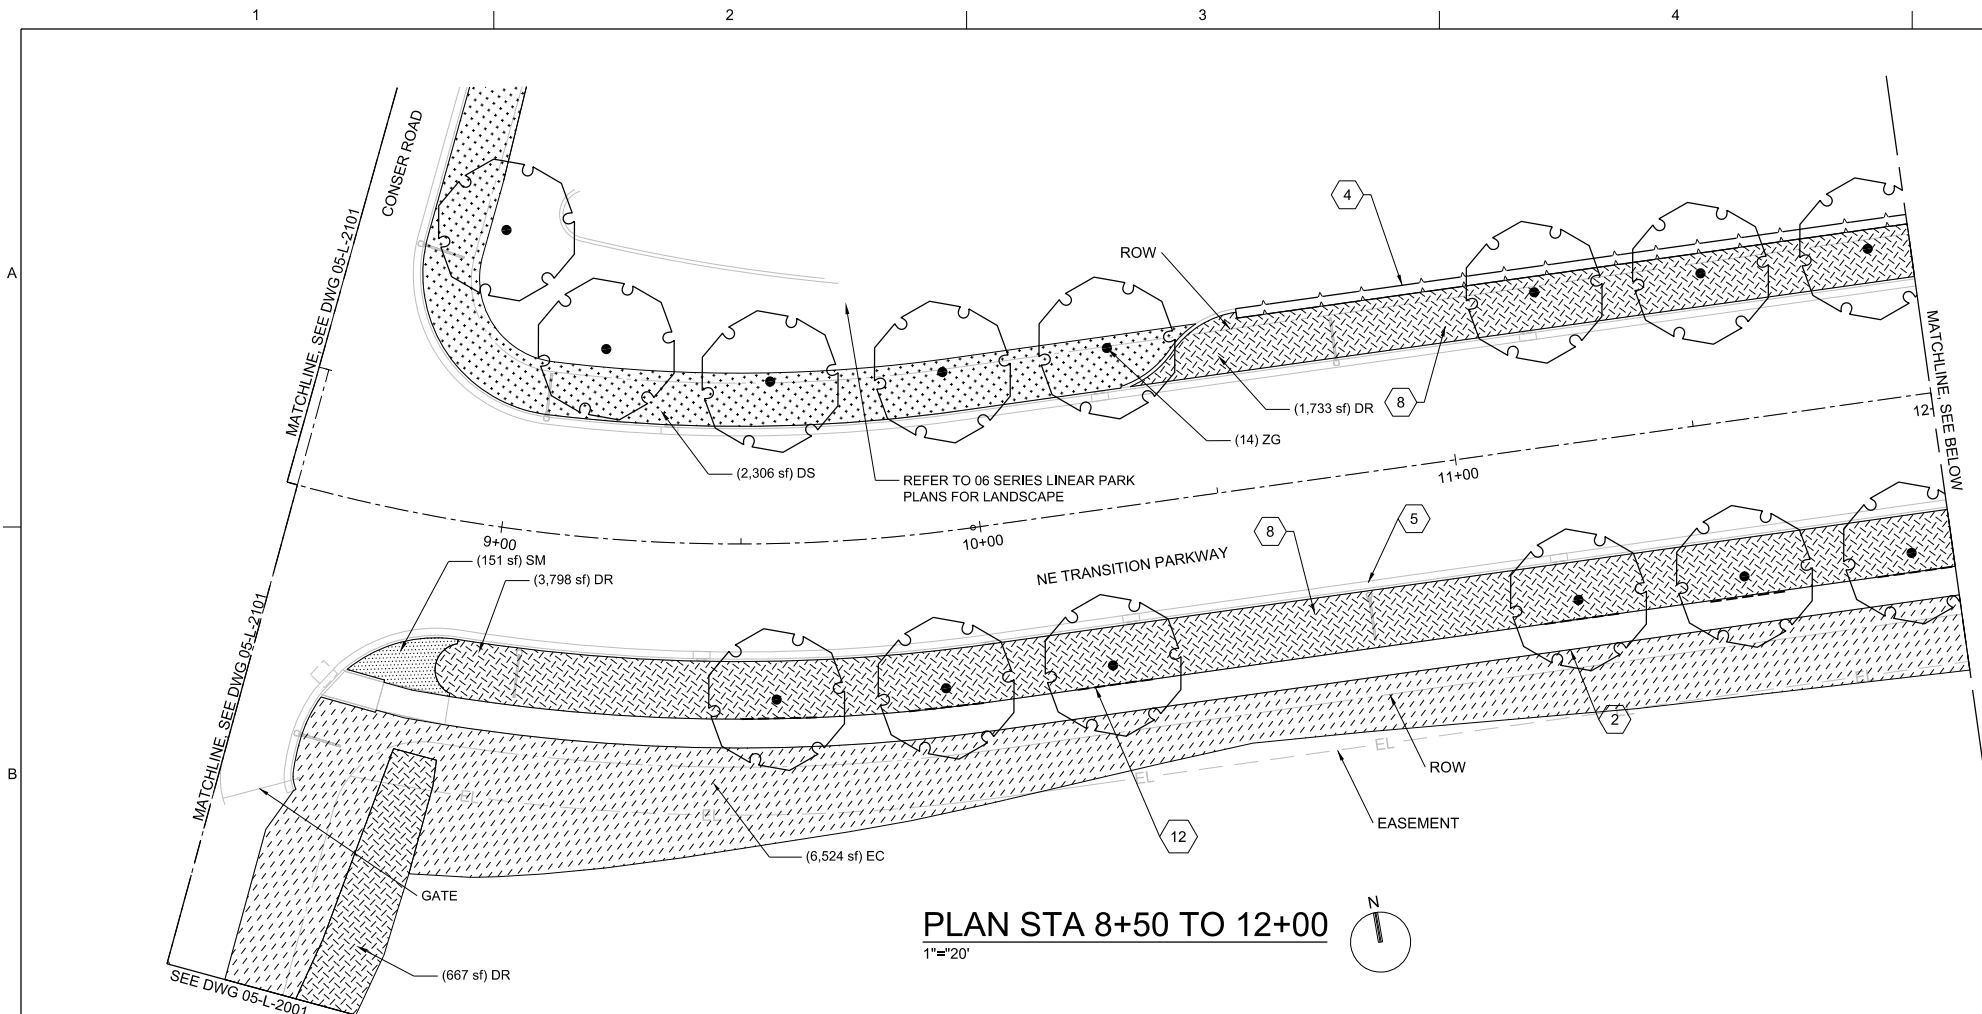 1
2
3
4
A
B
CONSER ROAD
MATCHLINE, SEE DWG 05-L-2101
4
ROW
8
(1,733 sf) DR
(14) ZG
(2,306 sf) DS
REFER TO 06 SERIES LINEAR PARK
PLANS FOR LANDSCAPE
MATCHLINE, SEE BELOW
12
11+00
10+00
9+00
NE TRANSITION PARKWAY
8
5
(151 sf) SM
(3,798 sf) DR
MATCHLINE, SEE DWG 05-L-2101
2
ROW
EL
EL
EL
EL
EL
EASEMENT
12
(6,524 sf) EC
GATE
(667 sf) DR
SEE DWG 05-L-2001
PLAN STA 8+50 TO 12+00
1"="20'
N